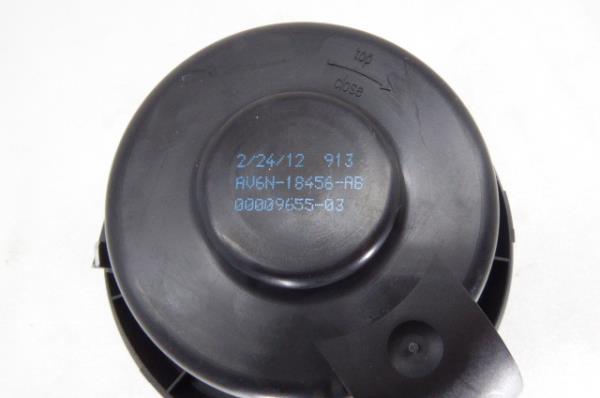 top
close
2/24/12 913
AV6N-18456-AB
00009655-03